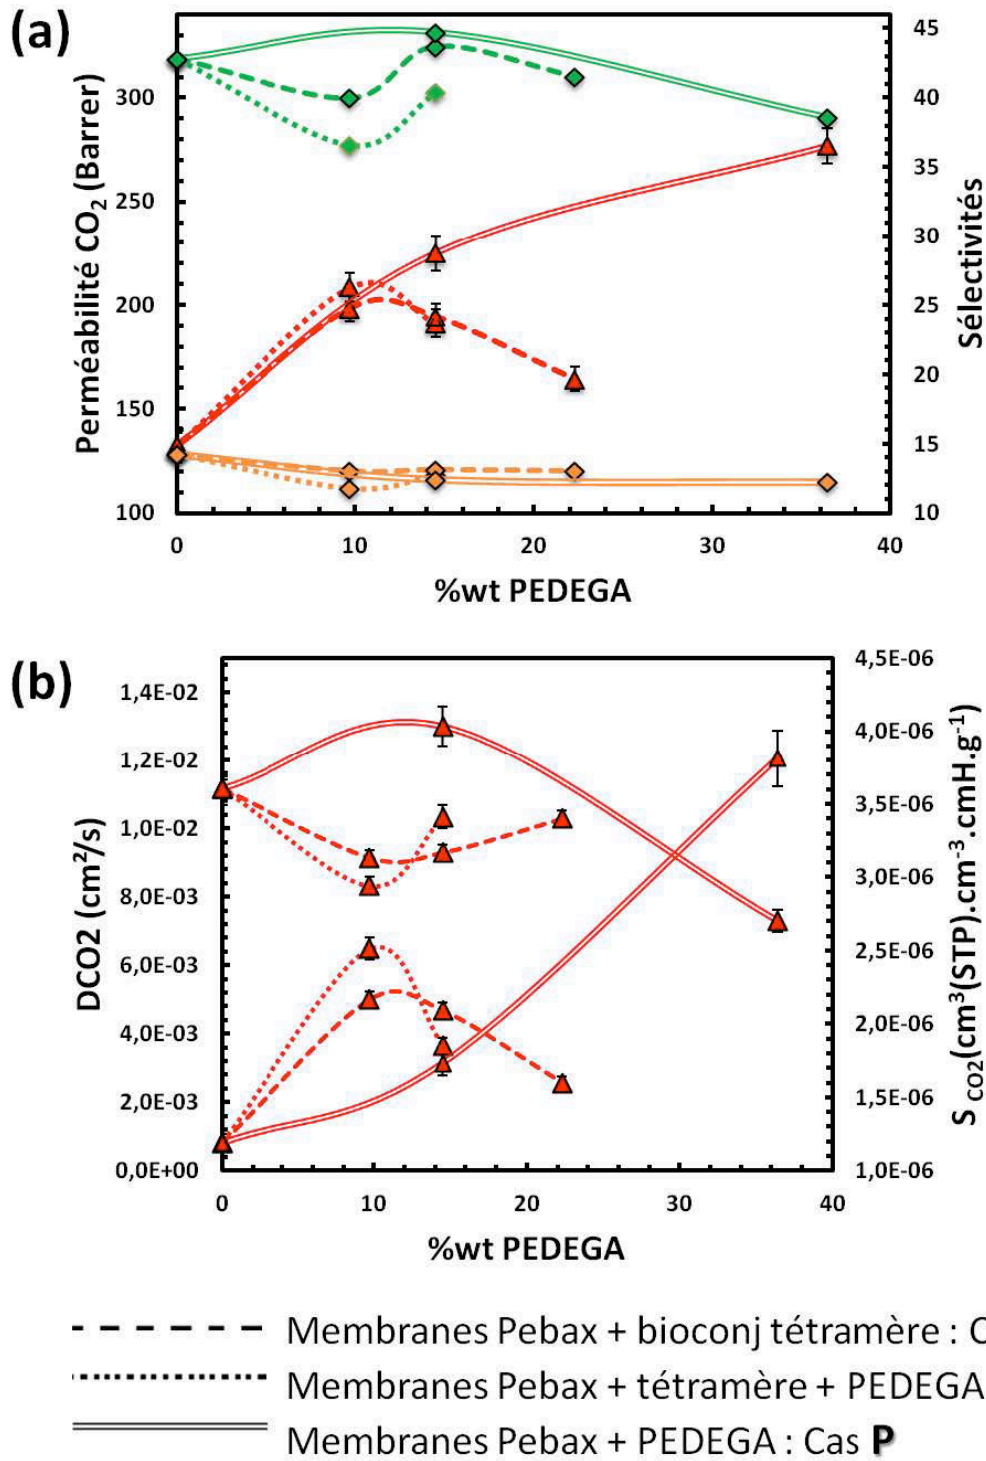 (a)
Perméabilité CO2 (Barrer)
300
250
200
150
100
45
40
35
30
25
20
15
10
Sélectivités
0 10 20 30 40
%wt PEDEGA
(b)
DCO2 (cm²/s)
1,4E-02
1,2E-02
1,0E-02
8,0E-03
6,0E-03
4,0E-03
2,0E-03
0,0E+00
4,5E-06
4,0E-06
3,5E-06
3,0E-06
2,5E-06
2,0E-06
1,5E-06
1,0E-06
S CO2(cm³(STP).cm-³.cmH.g-¹)
0 10 20 30 40
%wt PEDEGA
Membranes Pebax + bioconj tétramère : C
Membranes Pebax + tétramère + PEDEGA
Membranes Pebax + PEDEGA : Cas P